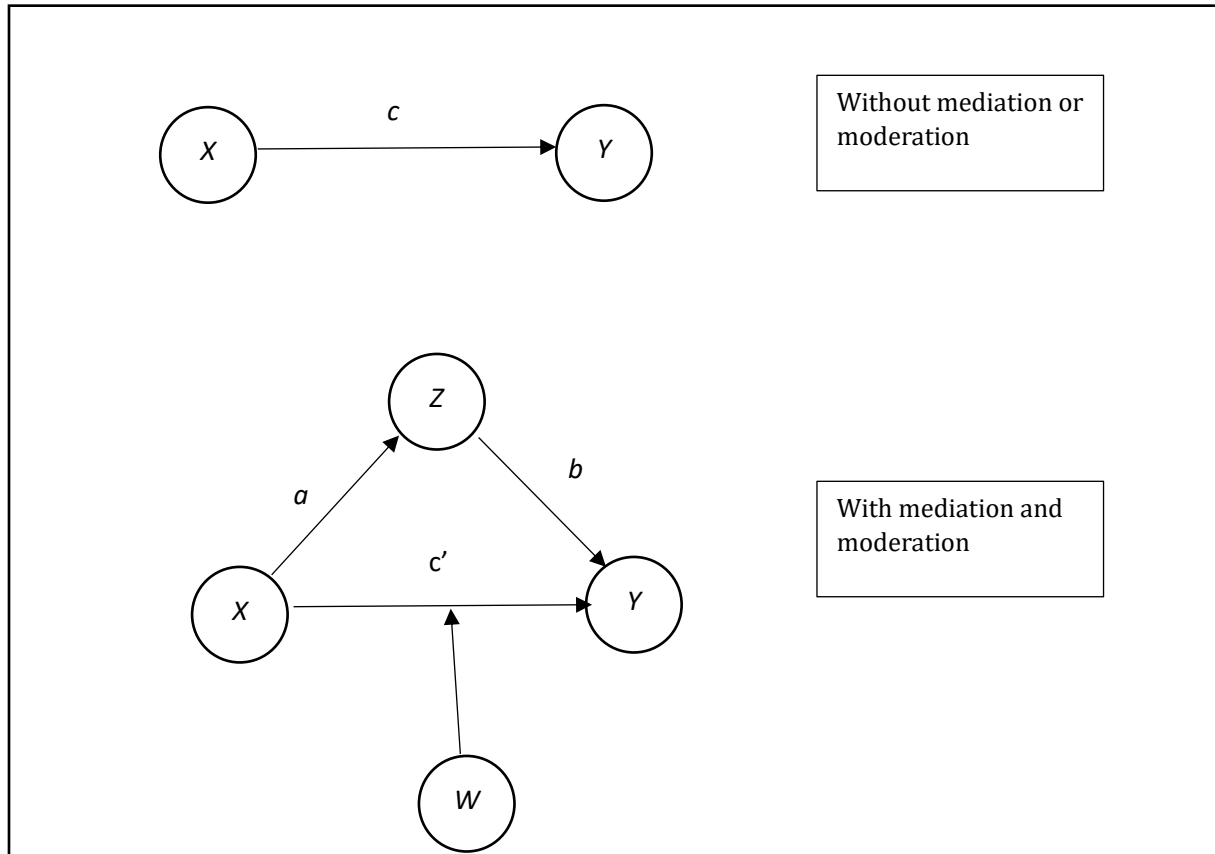 c
X
Y
Without mediation or
moderation
Z
a
b
With mediation and
moderation
c’
X
Y
W